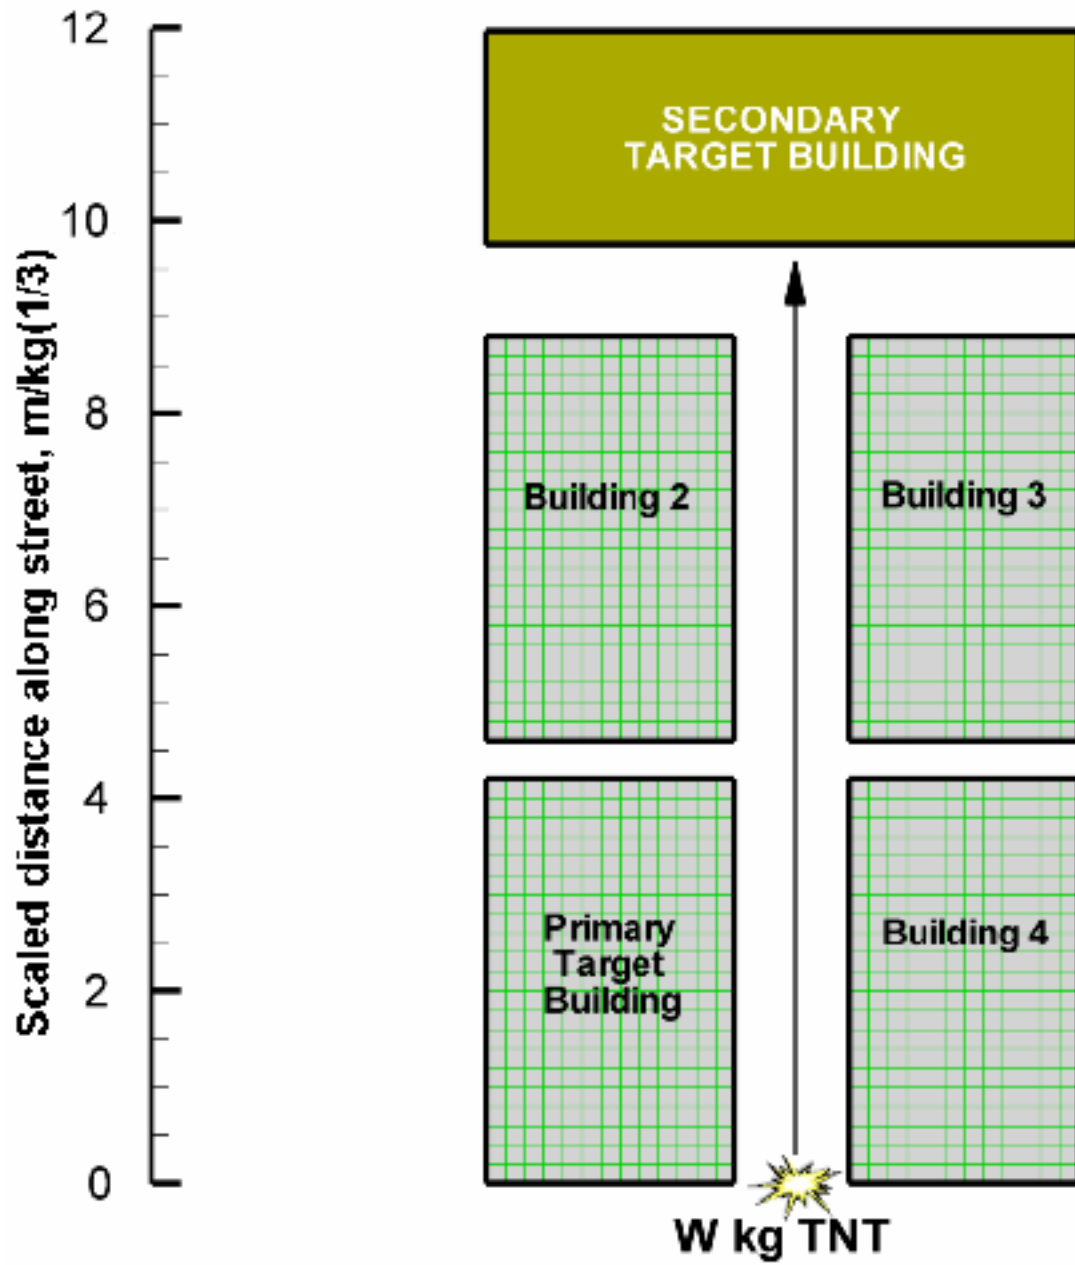 12
SECONDARY
TARGET BUILDING
10
Scaled distance along street, m/kg(1/3)
8
Building 2
Building 3
6
4
Primary
Target
Building
Building 4
2
0
W kg TNT